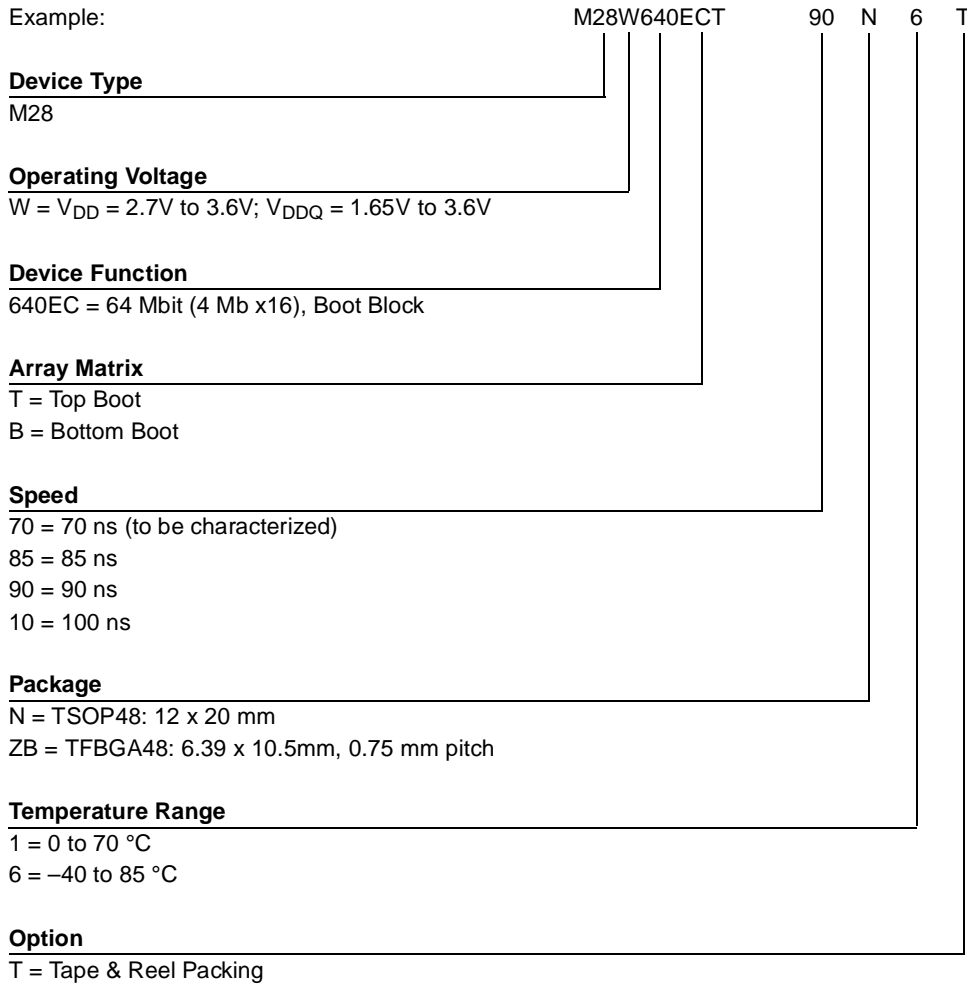 Example: M28W640ECT 90 N 6 T
Device Type
M28
Operating Voltage
W = VDD = 2.7V to 3.6V; VDDQ = 1.65V to 3.6V
Device Function
640EC = 64 Mbit (4 Mb x16), Boot Block
Array Matrix
T = Top Boot
B = Bottom Boot
Speed
70 = 70 ns (to be characterized)
85 = 85 ns
90 = 90 ns
10 = 100 ns
Package
N = TSOP48: 12 x 20 mm
ZB = TFBGA48: 6.39 x 10.5mm, 0.75 mm pitch
Temperature Range
1 = 0 to 70 °C
6 = –40 to 85 °C
Option
T = Tape & Reel Packing